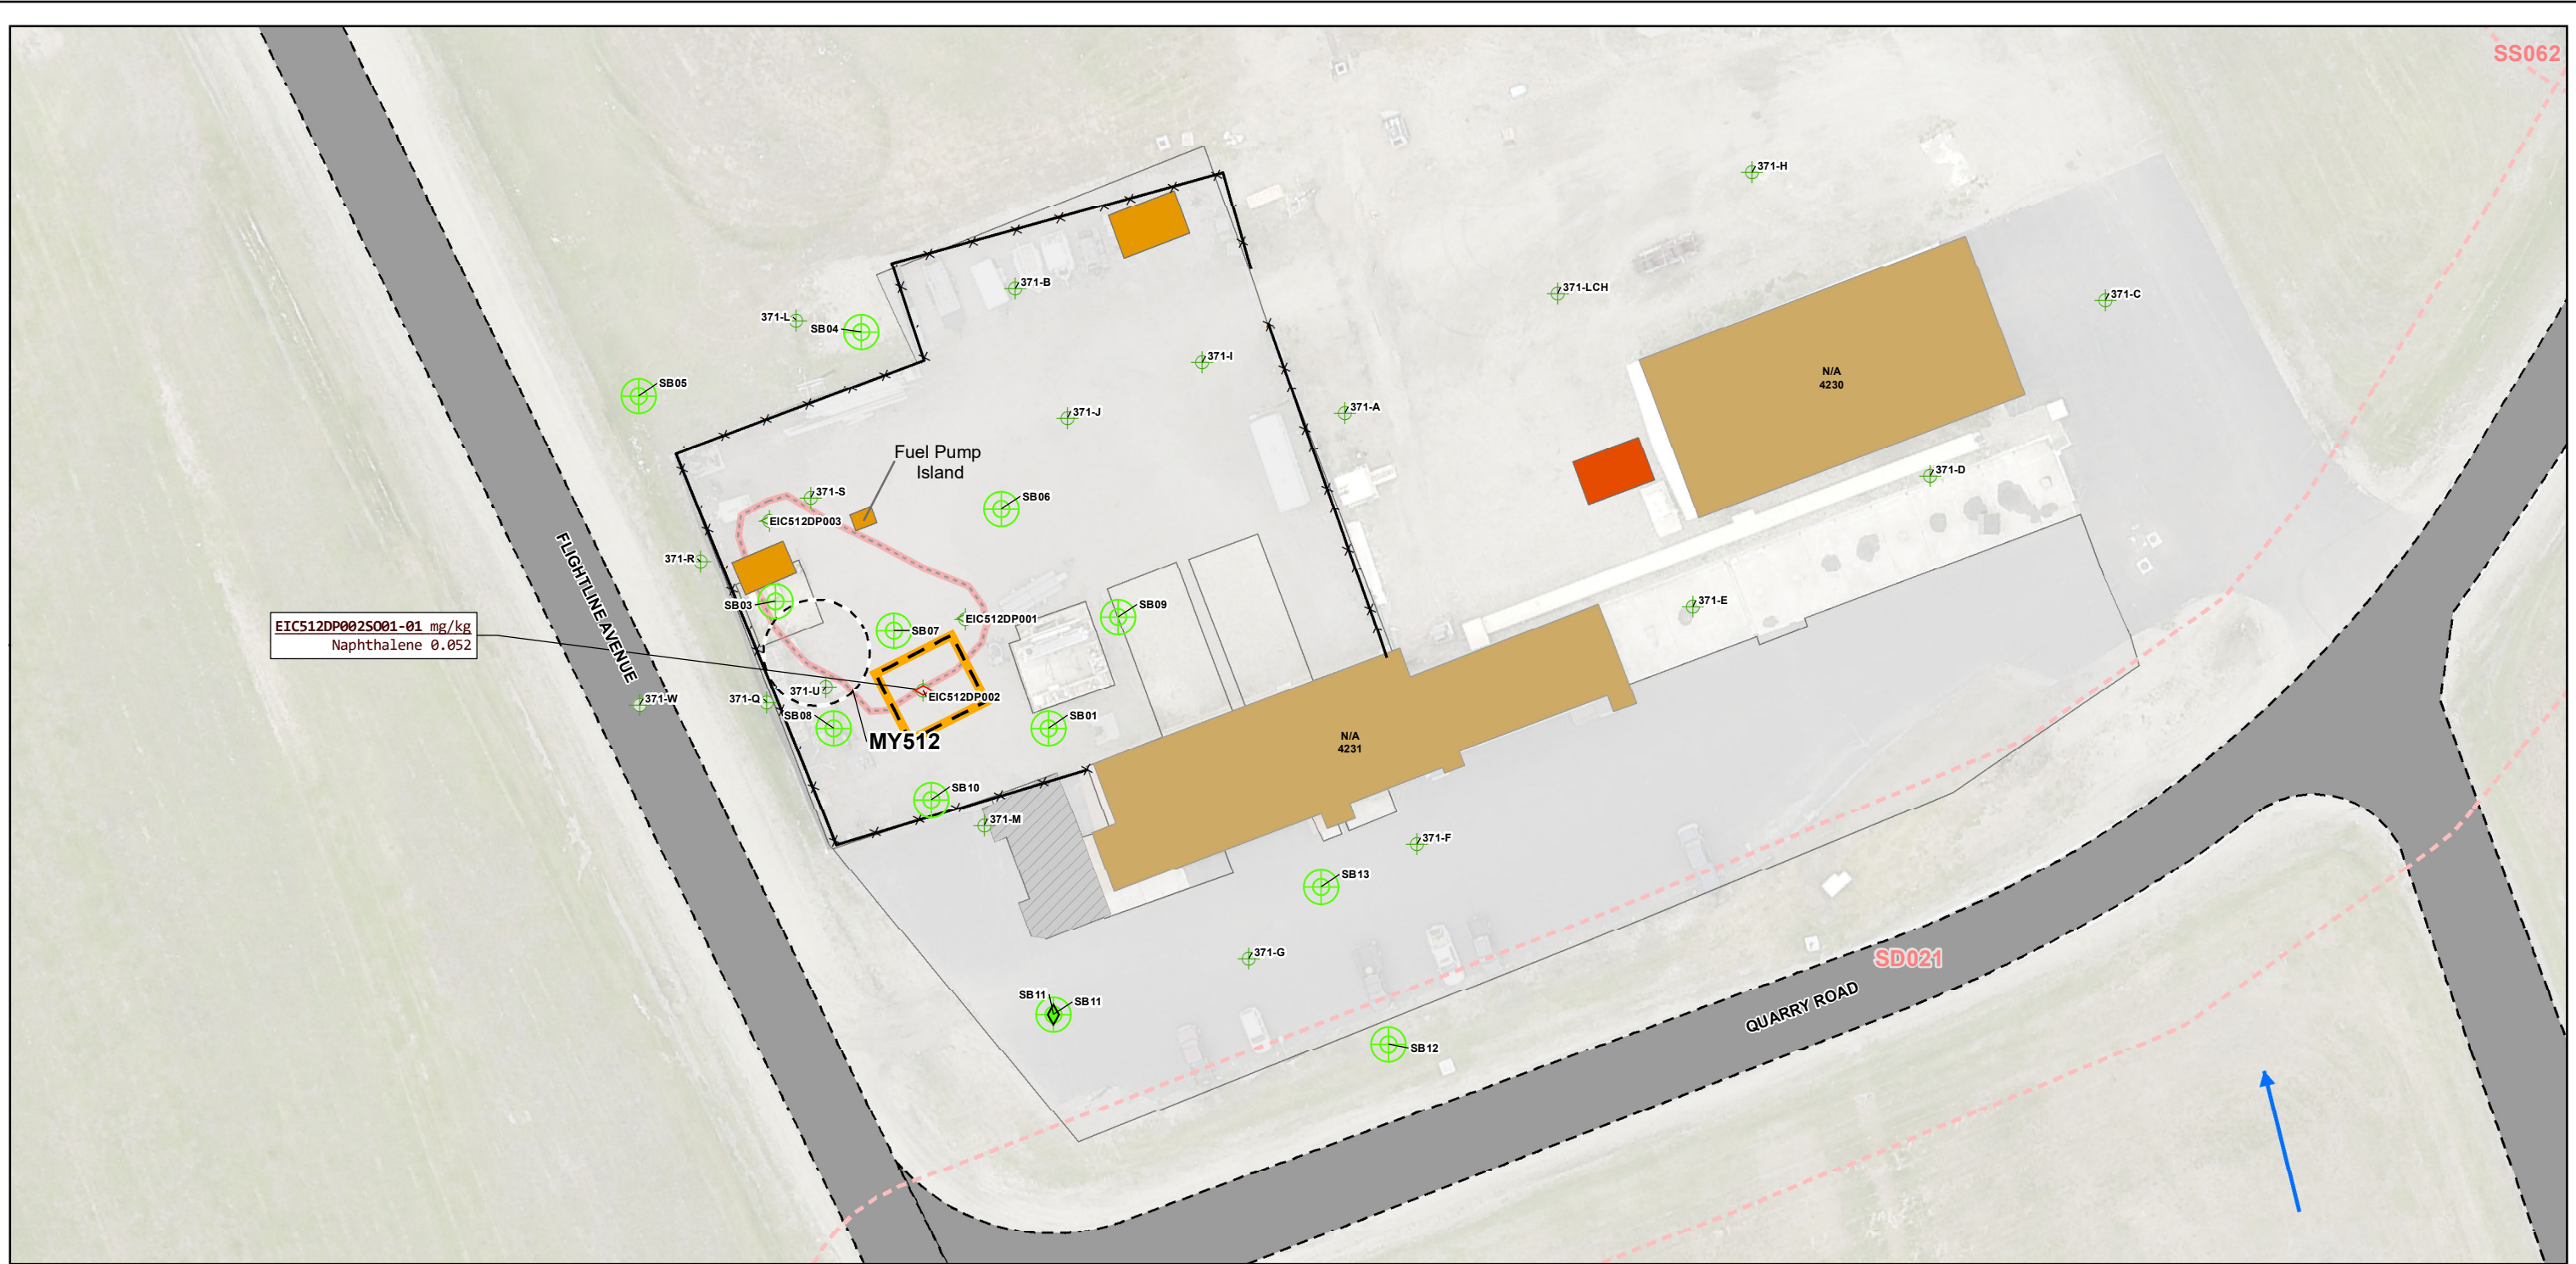 SS062
371-H
371-B
371-LCH
371-C
371-L
SB04
371-I
N/A
4230
SB05
371-J
371-A
Fuel Pump
Island
371-D
371-S
SB06
EIC512DP003
FLIGHTLINE AVENUE
371-R
SB03
SB09
371-E
EIC512DP001
SB07
EIC512DP002SO01-01 mg/kg
Naphthalene 0.052
371-U
371-Q
EIC512DP002
371-W
SB08
SB01
MY512
N/A
4231
SB10
371-M
371-F
SB13
371-G
SD021
SB11
SB11
QUARRY ROAD
SB12